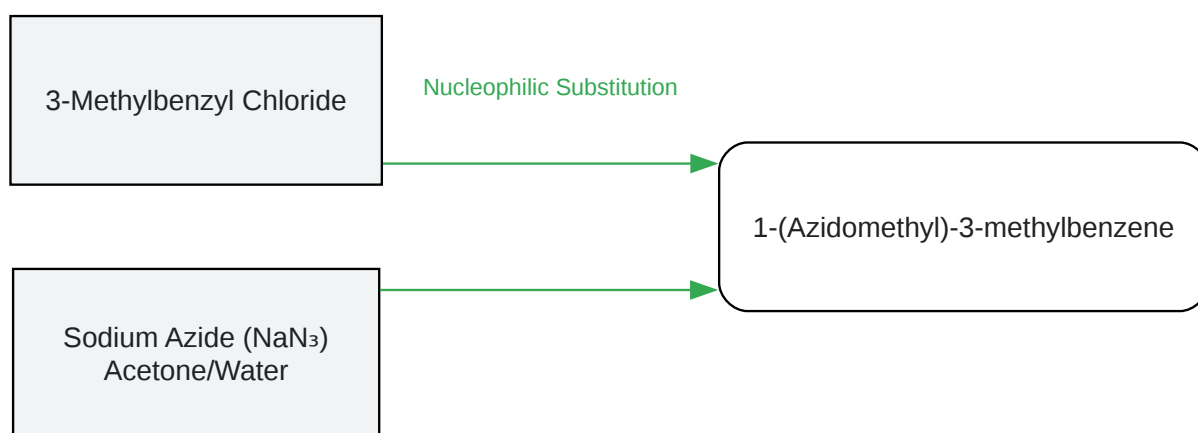 3-Methylbenzyl Chloride
Nucleophilic Substitution
1-(Azidomethyl)-3-methylbenzene
Sodium Azide (NaN₃)
Acetone/Water